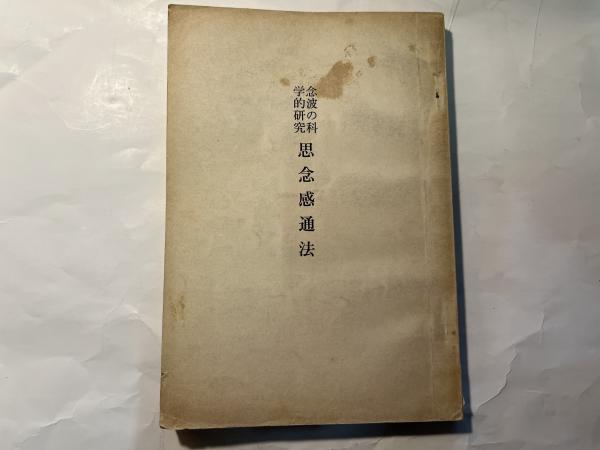 念波の科
学的研究
思念感通法